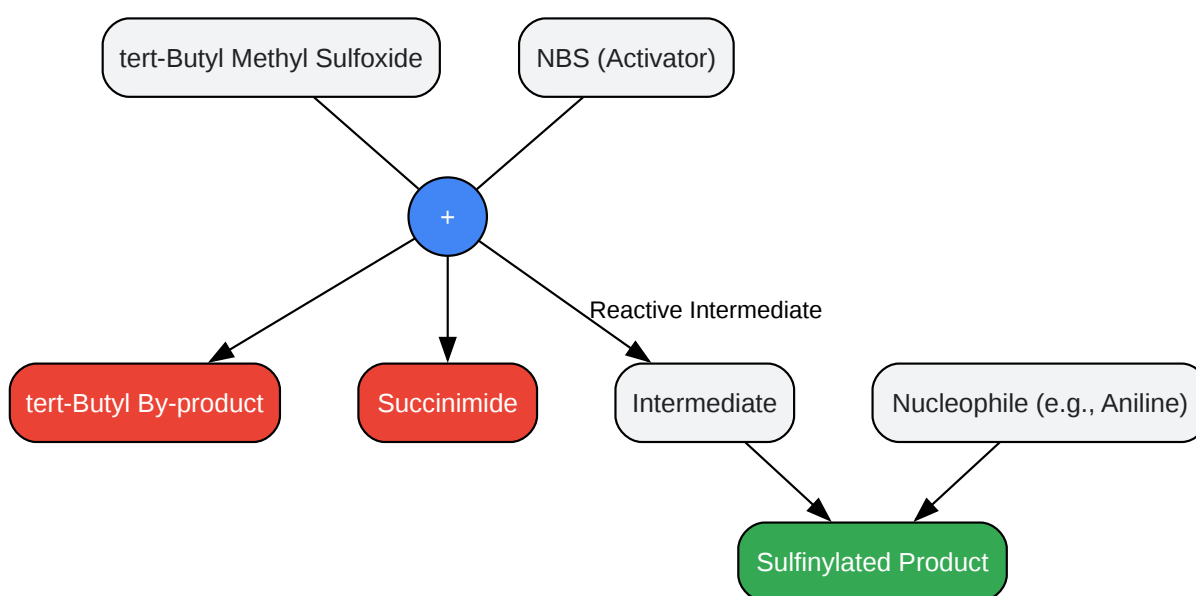 tert-Butyl Methyl Sulfoxide
NBS (Activator)
+
Reactive Intermediate
tert-Butyl By-product
Succinimide
Intermediate
Nucleophile (e.g., Aniline)
Sulfinylated Product